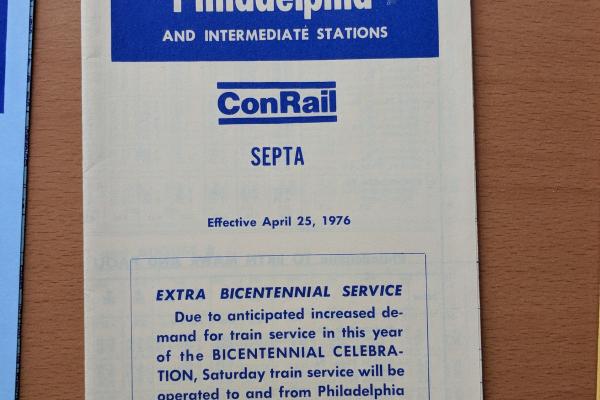 Philadelphia
AND INTERMEDIATE STATIONS
ConRail
SEPTA
Effective April 25, 1976
EXTRA BICENTENNIAL SERVICE
Due to anticipated increased de-
mand for train service in this year
of the BICENTENNIAL CELEBRA-
TION, Saturday train service will be
operated to and from Philadelphia